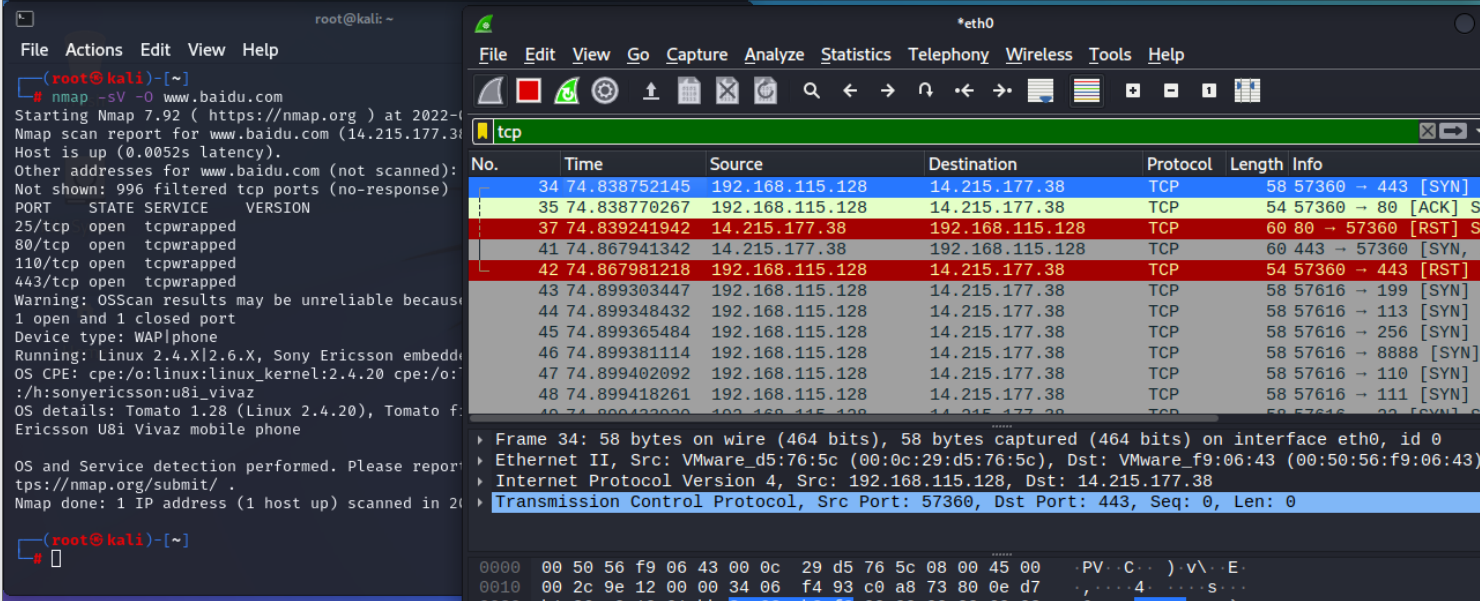 root@kali: ~
File Actions Edit View Help
┌──(root㉿kali)-[~]
└─# nmap -sV -O www.baidu.com
Starting Nmap 7.92 ( https://nmap.org ) at
Nmap scan report for www.baidu.com
Host is up (0.0052s latency).
Other addresses for www.baidu.com (not scanned):
Not shown: 996 filtered tcp ports (no-response)
PORT STATE SERVICE VERSION
25/tcp open tcpwrapped
80/tcp open tcpwrapped
110/tcp open tcpwrapped
443/tcp open tcpwrapped
Warning: OSScan results may be unreliable
1 open and 1 closed port
Device type: WAP|phone
Running: Linux 2.4.X|2.6.X, Sony Ericsson
OS CPE: cpe:/o:linux:linux_kernel:2.4.20
:/h:sonyericsson:u8i_vivaz
OS details: Tomato 1.28 (Linux 2.4.20), Tomato
Ericsson U8i Vivaz mobile phone
OS and Service detection performed. Please report
tps://nmap.org/submit/ .
Nmap done: 1 IP address (1 host up) scanned in
┌──(root㉿kali)-[~]
└─#
*eth0
File Edit View Go Capture Analyze Statistics Telephony Wireless Tools Help
tcp
No. Time Source Destination Protocol Length Info
34 74.838752145 192.168.115.128 14.215.177.38 TCP 58 57360 → 443 [SYN]
35 74.838770267 192.168.115.128 14.215.177.38 TCP 54 57360 → 80 [ACK] S
37 74.839241942 14.215.177.38 192.168.115.128 TCP 60 80 → 57360 [RST] S
41 74.867941342 14.215.177.38 192.168.115.128 TCP 60 443 → 57360 [SYN,
42 74.867981218 192.168.115.128 14.215.177.38 TCP 54 57360 → 443 [RST]
43 74.899303447 192.168.115.128 14.215.177.38 TCP 58 57616 → 199 [SYN]
44 74.899348432 192.168.115.128 14.215.177.38 TCP 58 57616 → 113 [SYN]
45 74.899365484 192.168.115.128 14.215.177.38 TCP 58 57616 → 256 [SYN]
46 74.899381114 192.168.115.128 14.215.177.38 TCP 58 57616 → 8888 [SYN]
47 74.899402092 192.168.115.128 14.215.177.38 TCP 58 57616 → 110 [SYN]
48 74.899418261 192.168.115.128 14.215.177.38 TCP 58 57616 → 111 [SYN]
Frame 34: 58 bytes on wire (464 bits), 58 bytes captured (464 bits) on interface eth0, id 0
Ethernet II, Src: VMware_d5:76:5c (00:0c:29:d5:76:5c), Dst: VMware_f9:06:43 (00:50:56:f9:06:43)
Internet Protocol Version 4, Src: 192.168.115.128, Dst: 14.215.177.38
Transmission Control Protocol, Src Port: 57360, Dst Port: 443, Seq: 0, Len: 0
0000 00 50 56 f9 06 43 00 0c 29 d5 76 5c 08 00 45 00 ·PV··C·· )·v\··E·
0010 00 2c 9e 12 00 00 34 06 f4 93 c0 a8 73 80 0e d7 ·,····4· ····s···